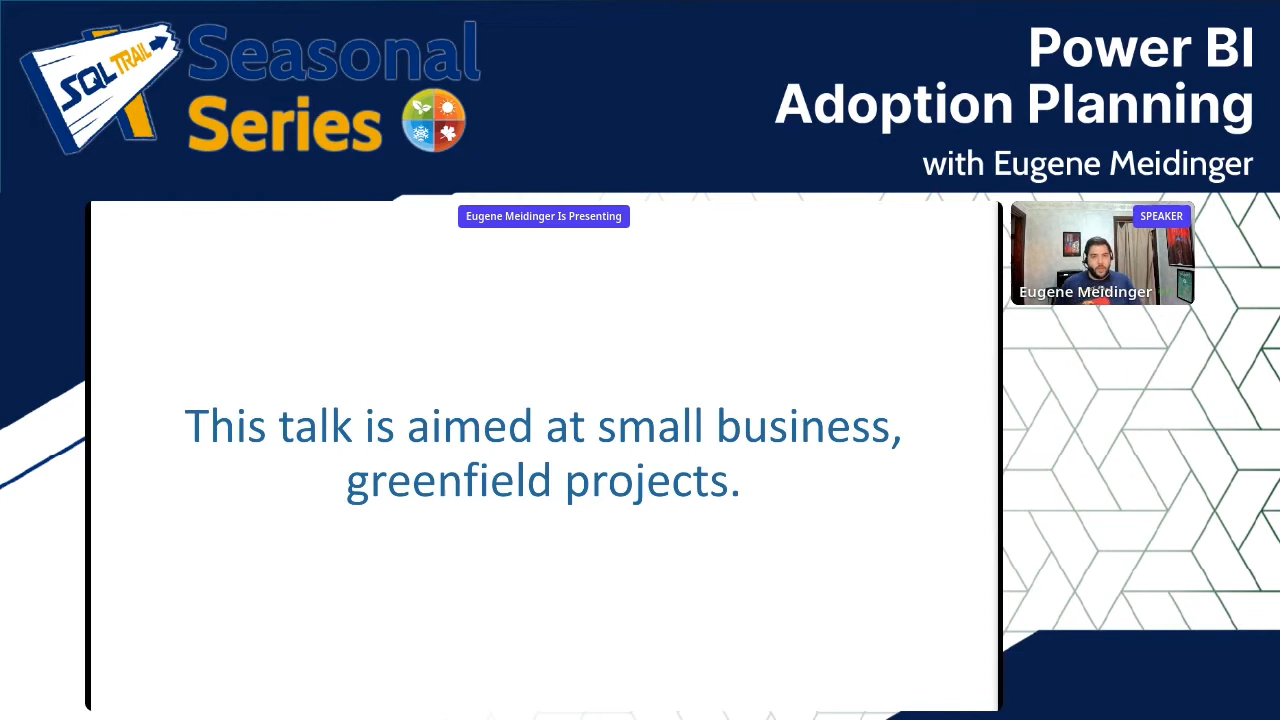 SQL TRAIL
Seasonal
Series
Power BI
Adoption Planning
with Eugene Meidinger
Eugene Meidinger Is Presenting
SPEAKER
Eugene Meidinger
This talk is aimed at small business,
greenfield projects.